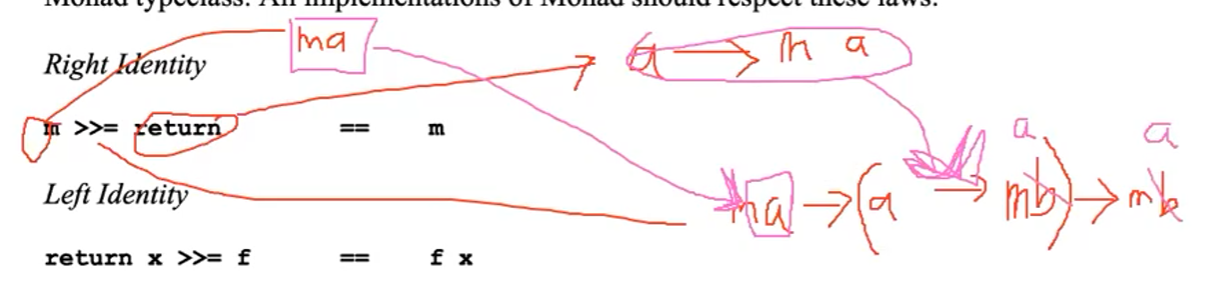 Monad typeclass. All implementations of Monad should respect these laws.
ma
a → m a
Right Identity
m >>= return == m
a a
ma → (a → mb) → mb
Left Identity
return x >>= f == f x